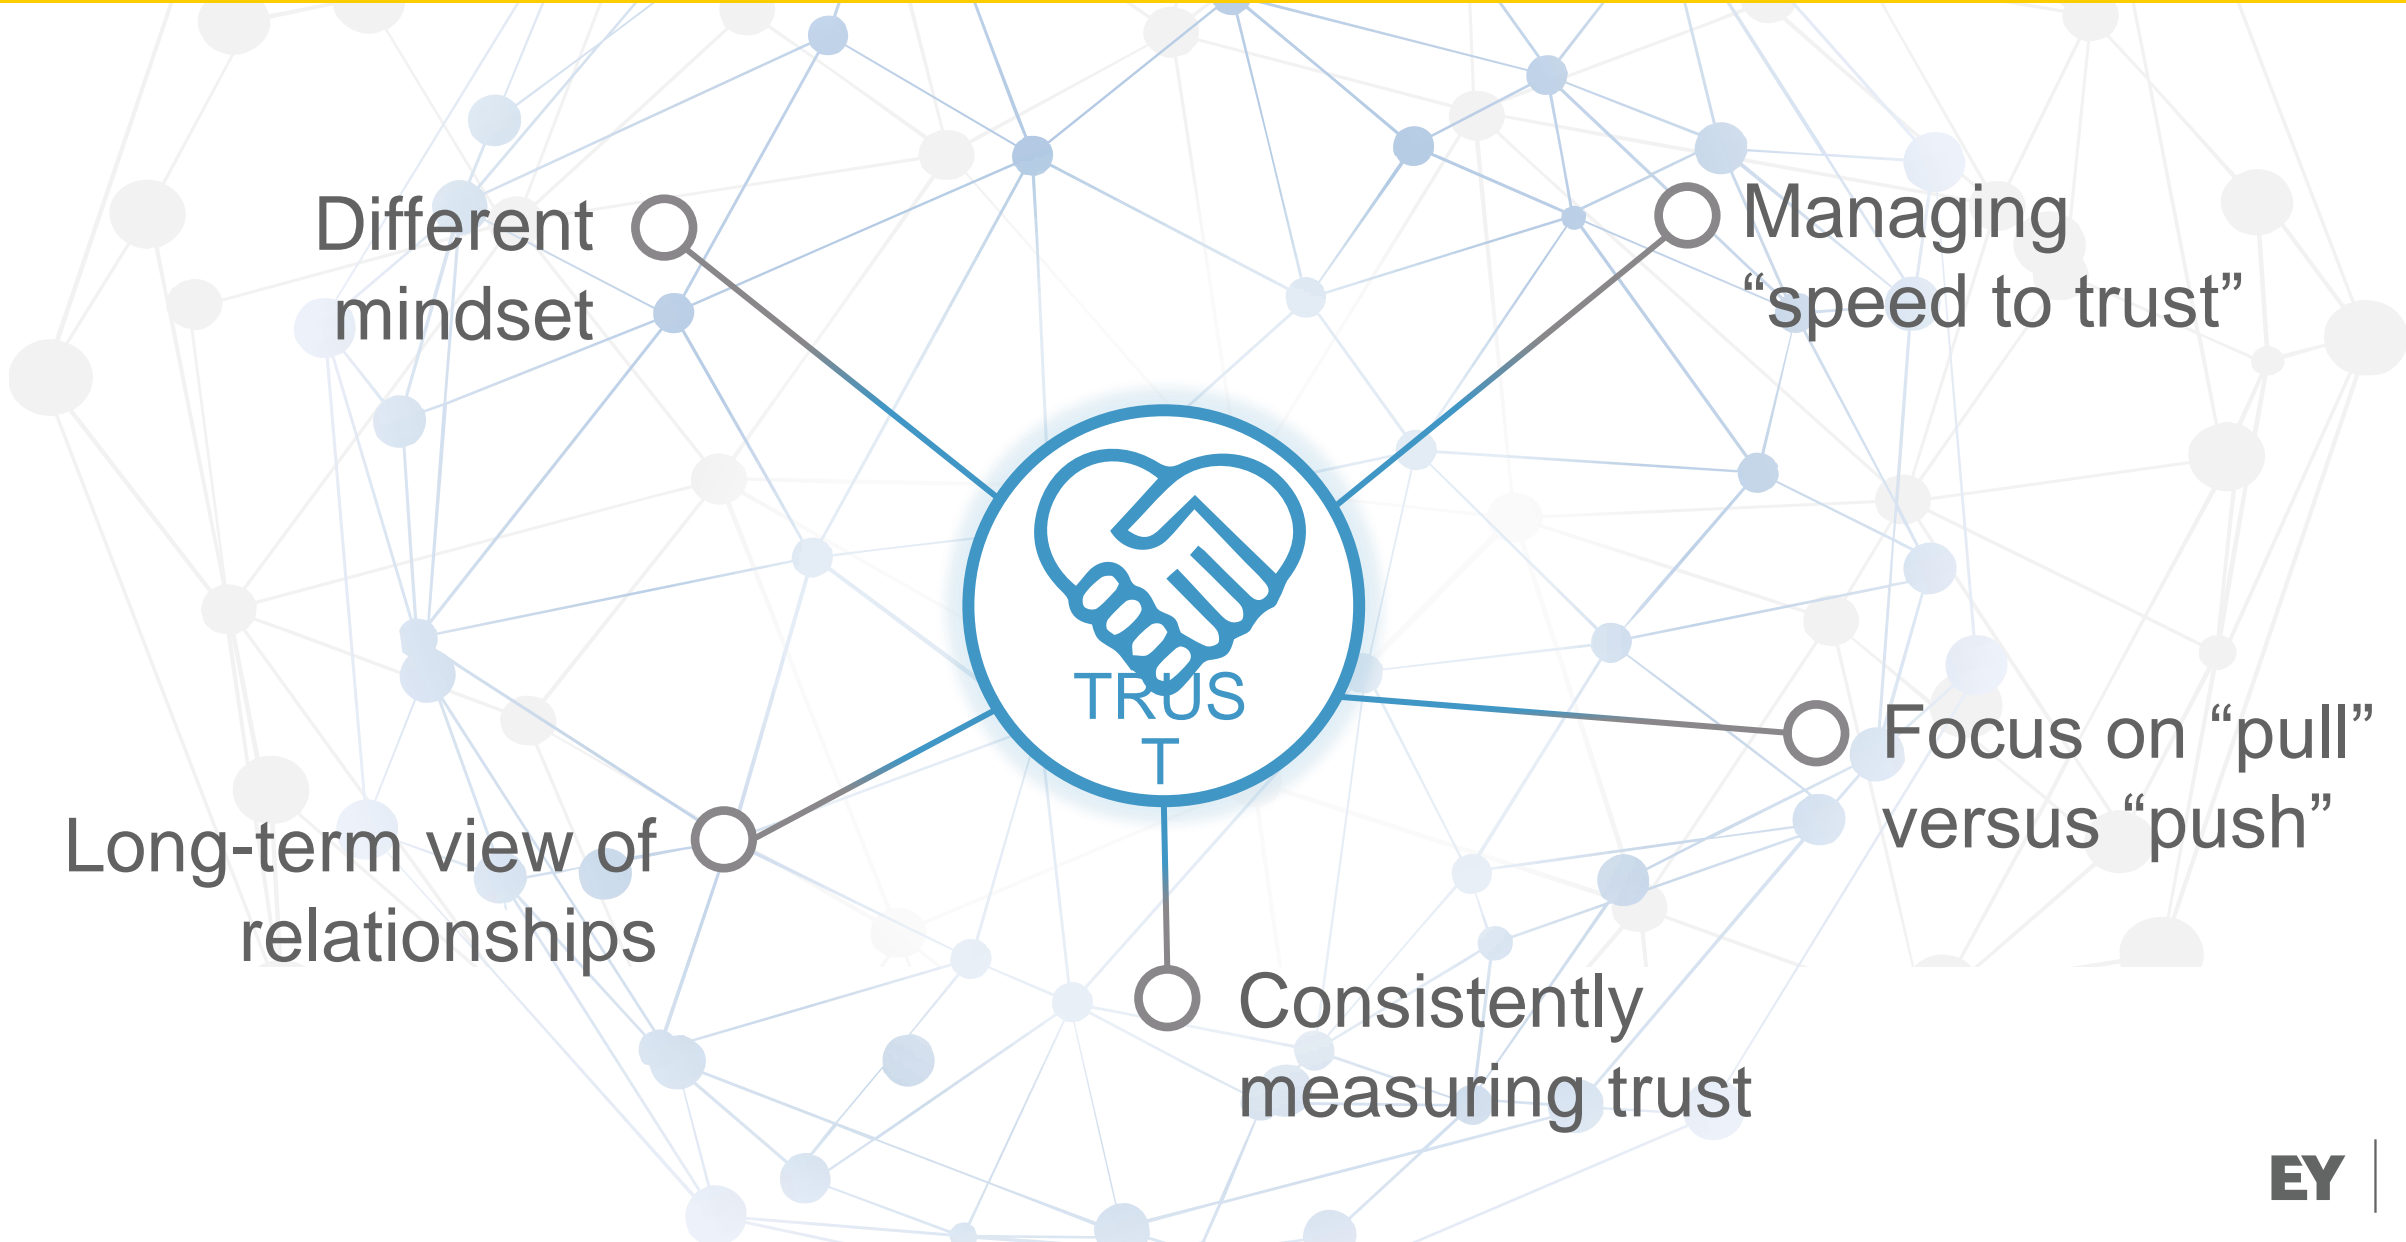 Different
mindset
Managing
“speed to trust”
TRUS
T
Focus on “pull”
versus “push”
Long-term view of
relationships
Consistently
measuring trust
EY